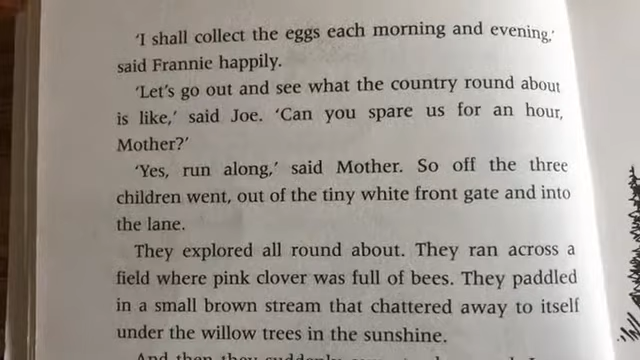 'I shall collect the eggs each morning and evening,'
said Frannie happily.
'Let's go out and see what the country round about
is like,' said Joe. 'Can you spare us for an hour,
Mother?'
'Yes, run along,' said Mother. So off the three
children went, out of the tiny white front gate and into
the lane.
They explored all round about. They ran across a
field where pink clover was full of bees. They paddled
in a small brown stream that chattered away to itself
under the willow trees in the sunshine.
And then they suddenly